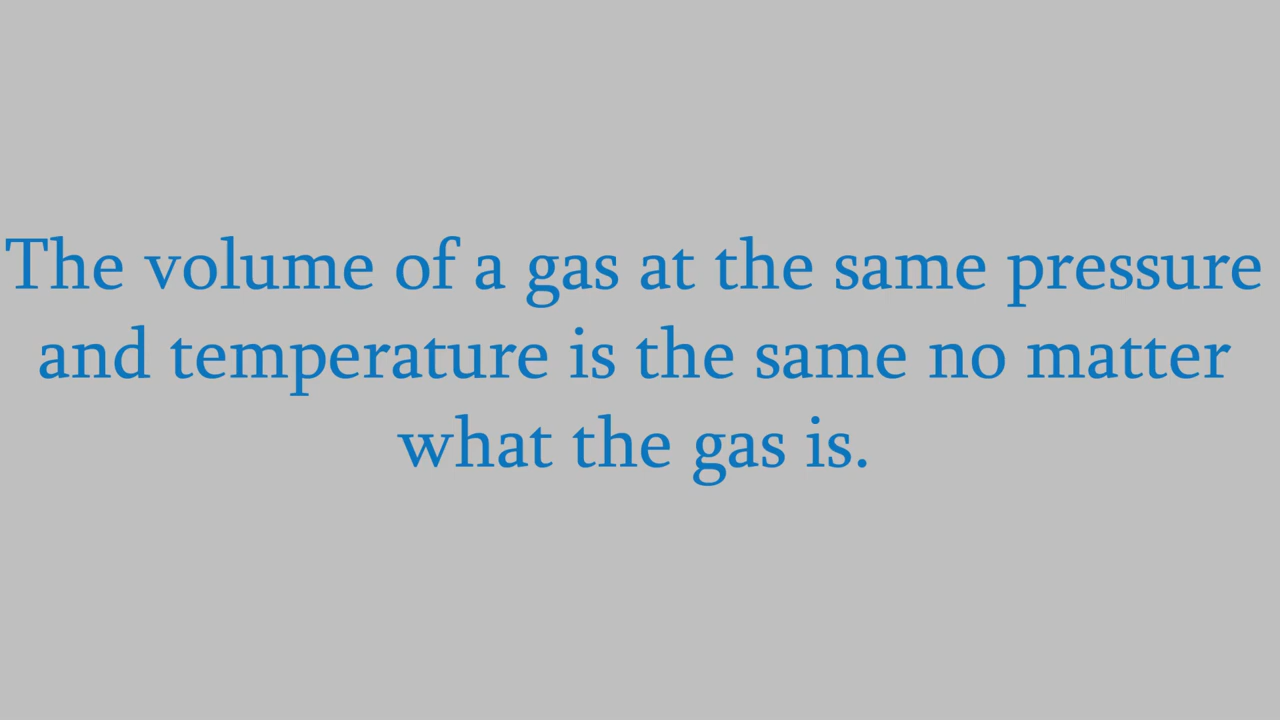 The volume of a gas at the same pressure
and temperature is the same no matter
what the gas is.